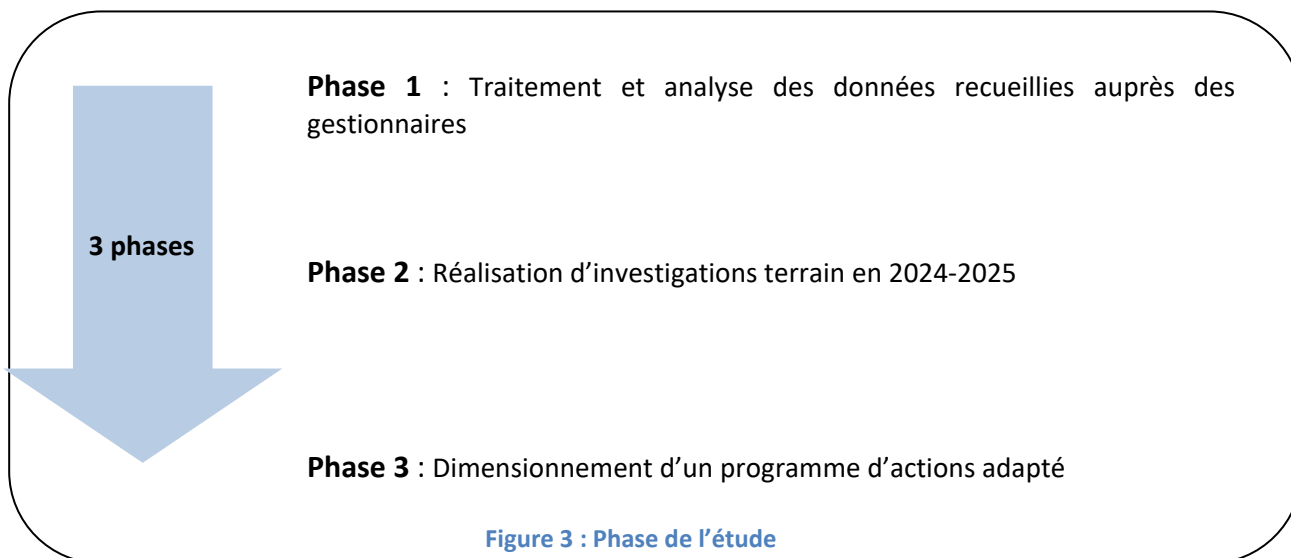 Phase 1 : Traitement et analyse des données recueillies auprès des
gestionnaires
3 phases
Phase 2 : Réalisation d’investigations terrain en 2024-2025
Phase 3 : Dimensionnement d’un programme d’actions adapté
Figure 3 : Phase de l’étude